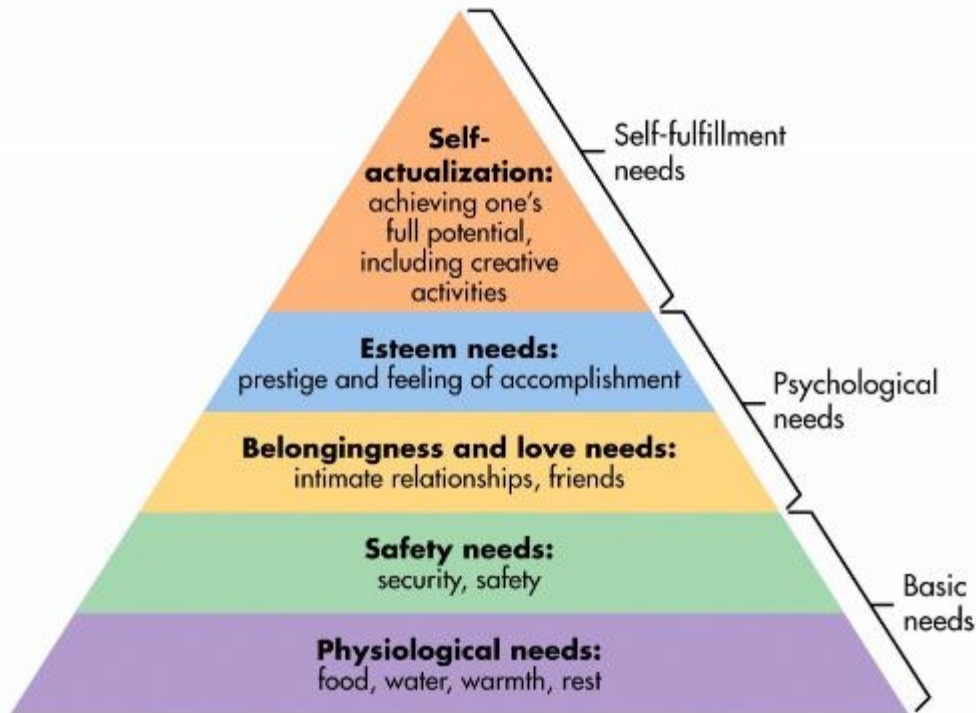 Self-
actualization:
achieving one's
full potential,
including creative
activities
Self-fulfillment
needs
Esteem needs:
prestige and feeling of accomplishment
Psychological
needs
Belongingness and love needs:
intimate relationships, friends
Safety needs:
security, safety
Basic
needs
Physiological needs:
food, water, warmth, rest